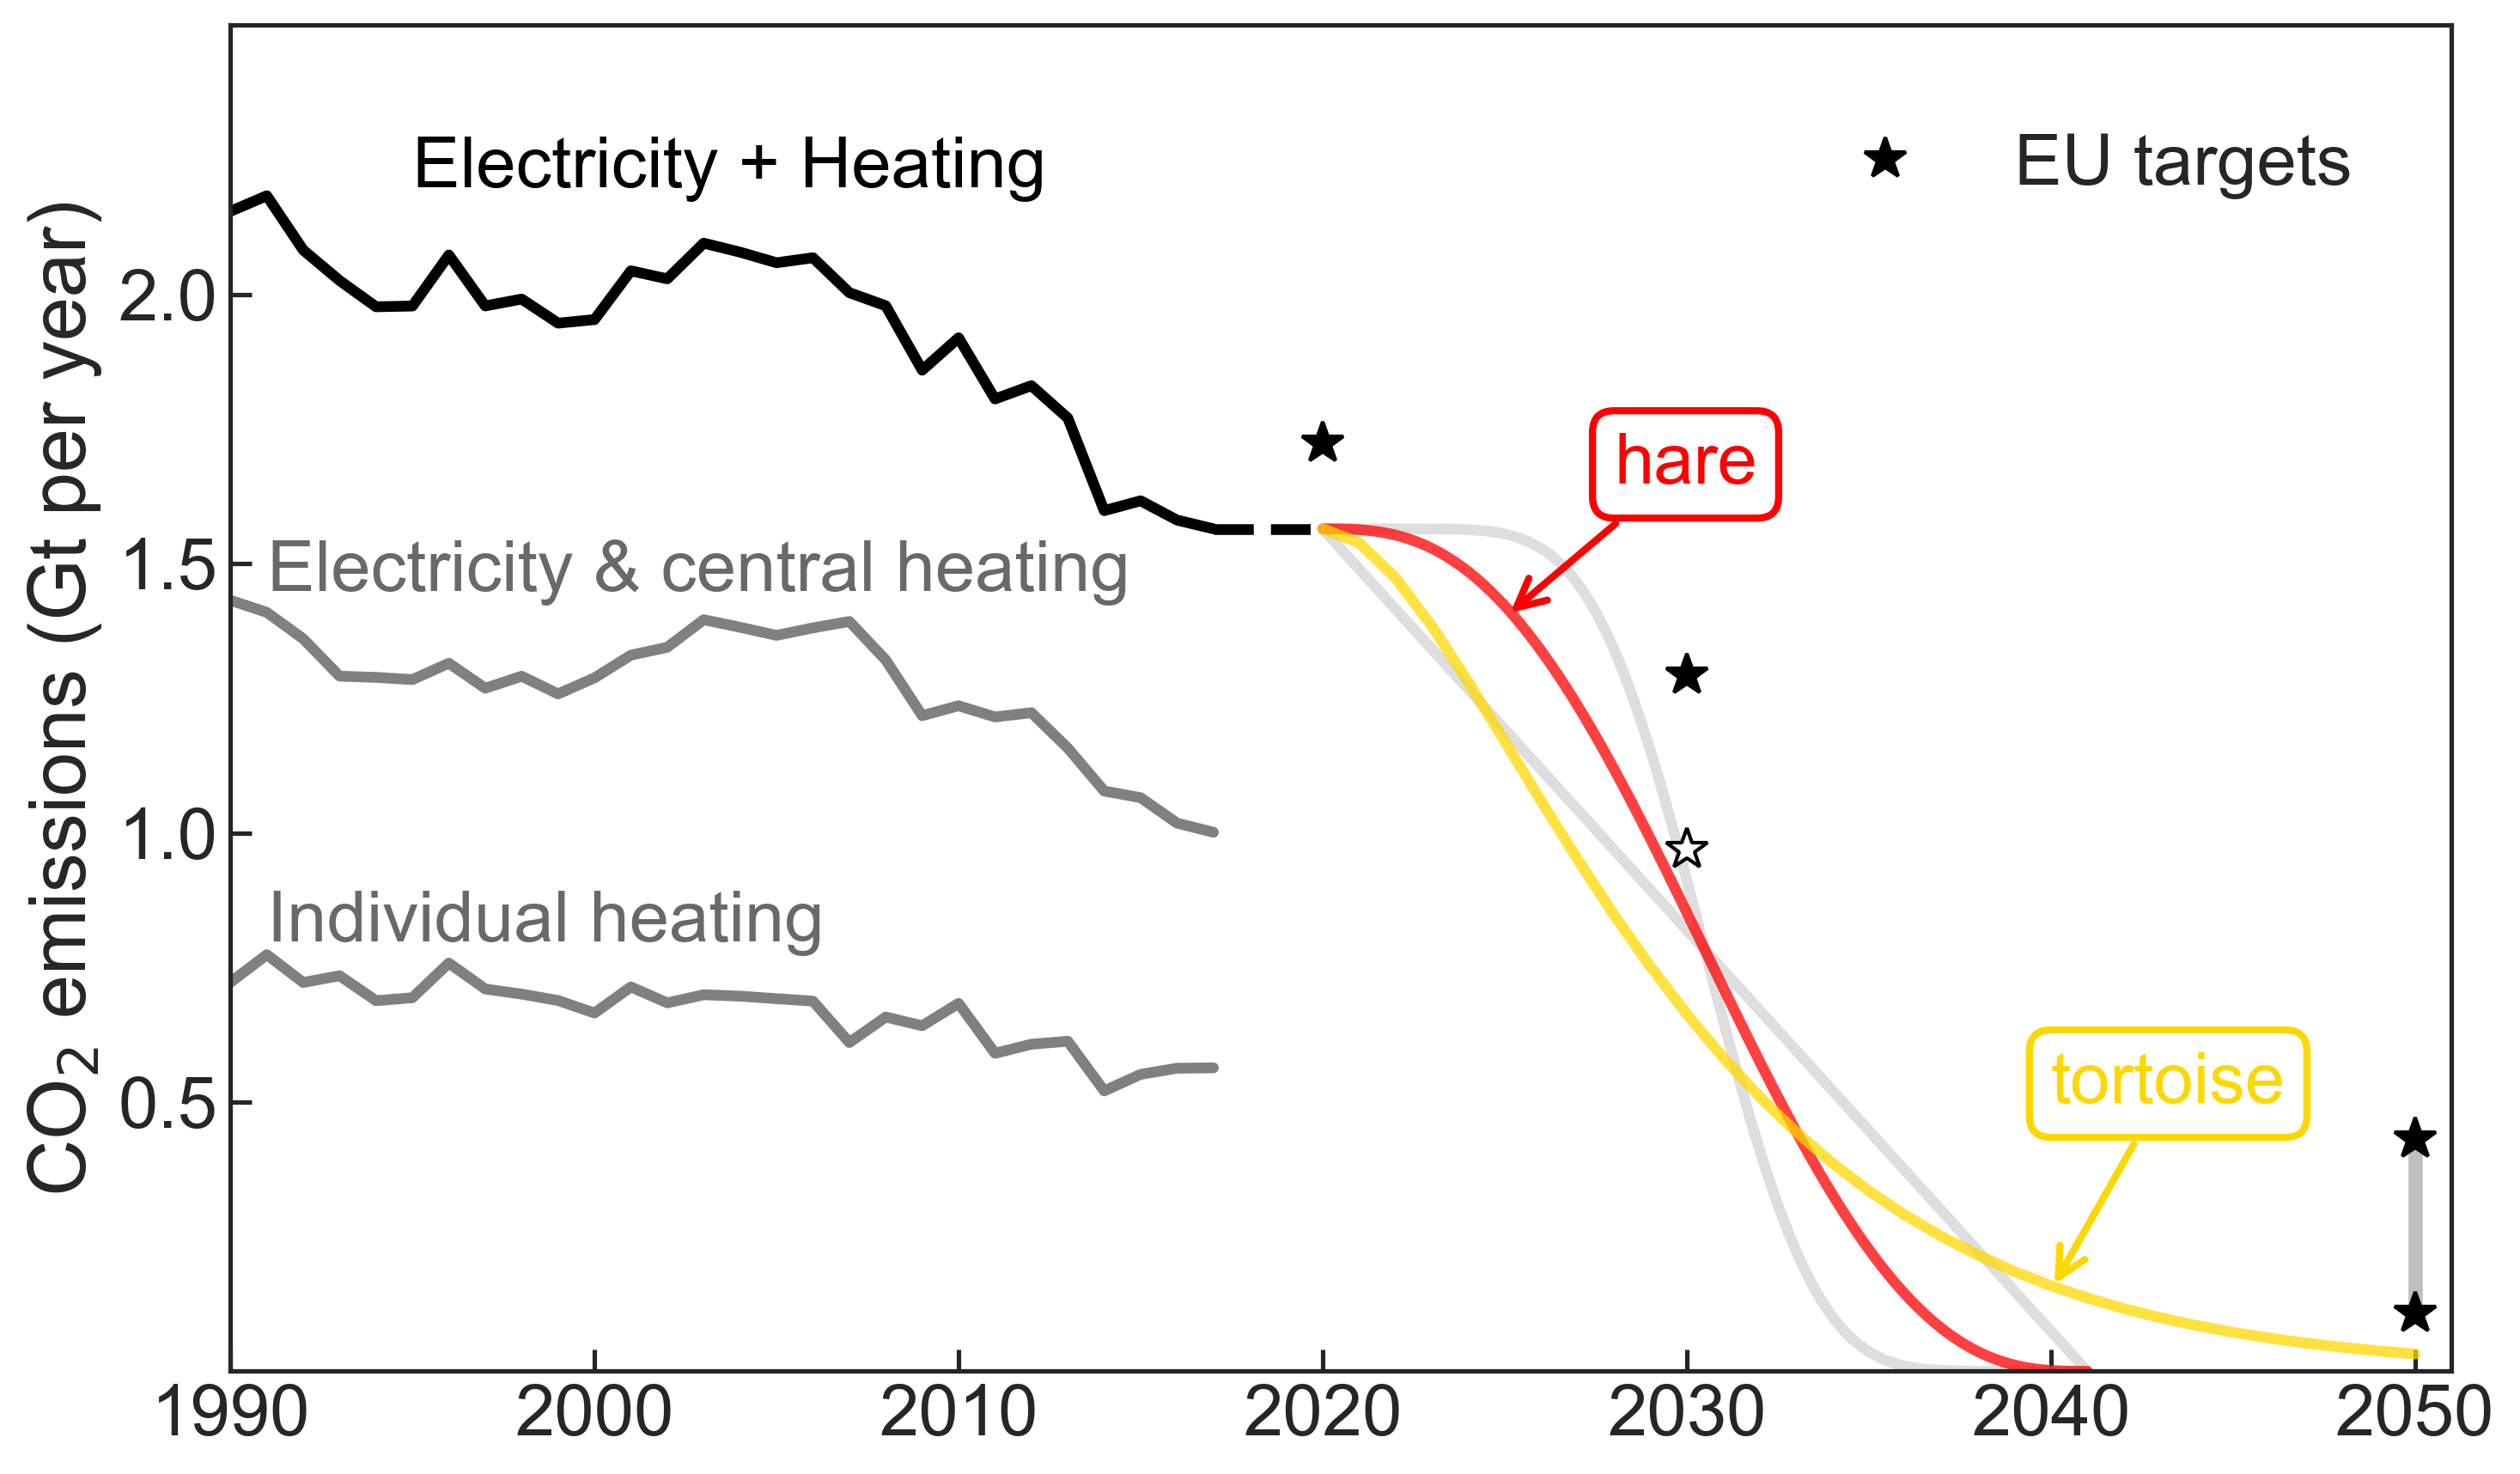 Electricity + Heating
EU targets
CO₂ emissions (Gt per year)
2.0
hare
1.5
Electricity & central heating
1.0
Individual heating
tortoise
0.5
1990 2000 2010 2020 2030 2040 2050